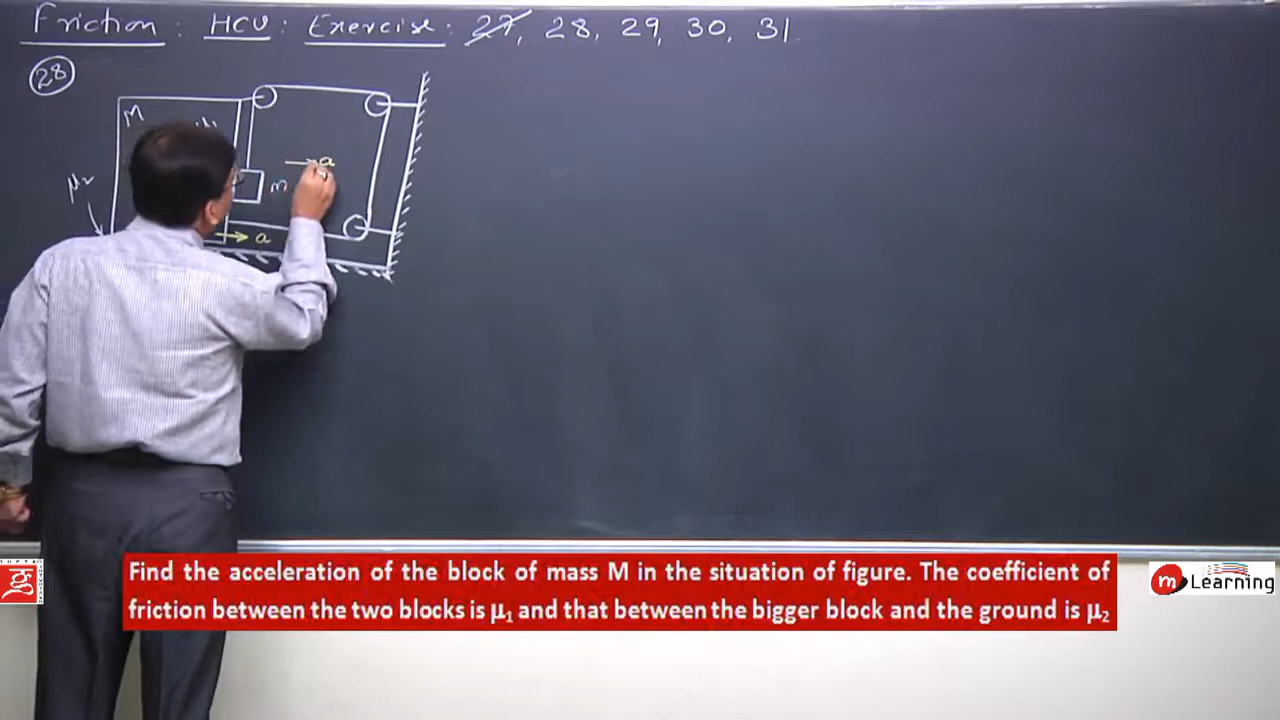 Friction : HCV : Exercise : 27, 28, 29, 30, 31.
28
M
μ2
m
a
a
Find the acceleration of the block of mass M in the situation of figure. The coefficient of
friction between the two blocks is μ1 and that between the bigger block and the ground is μ2
m Learning